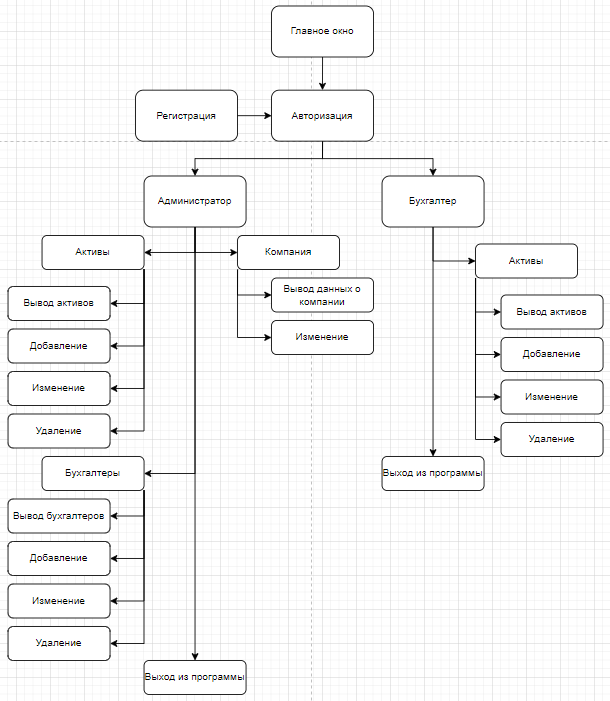 Главное окно
Регистрация
Авторизация
Администратор
Бухгалтер
Активы
Компания
Активы
Вывод данных о
компании
Вывод активов
Вывод активов
Изменение
Добавление
Добавление
Изменение
Изменение
Удаление
Удаление
Бухгалтеры
Выход из программы
Вывод бухгалтеров
Добавление
Изменение
Удаление
Выход из программы